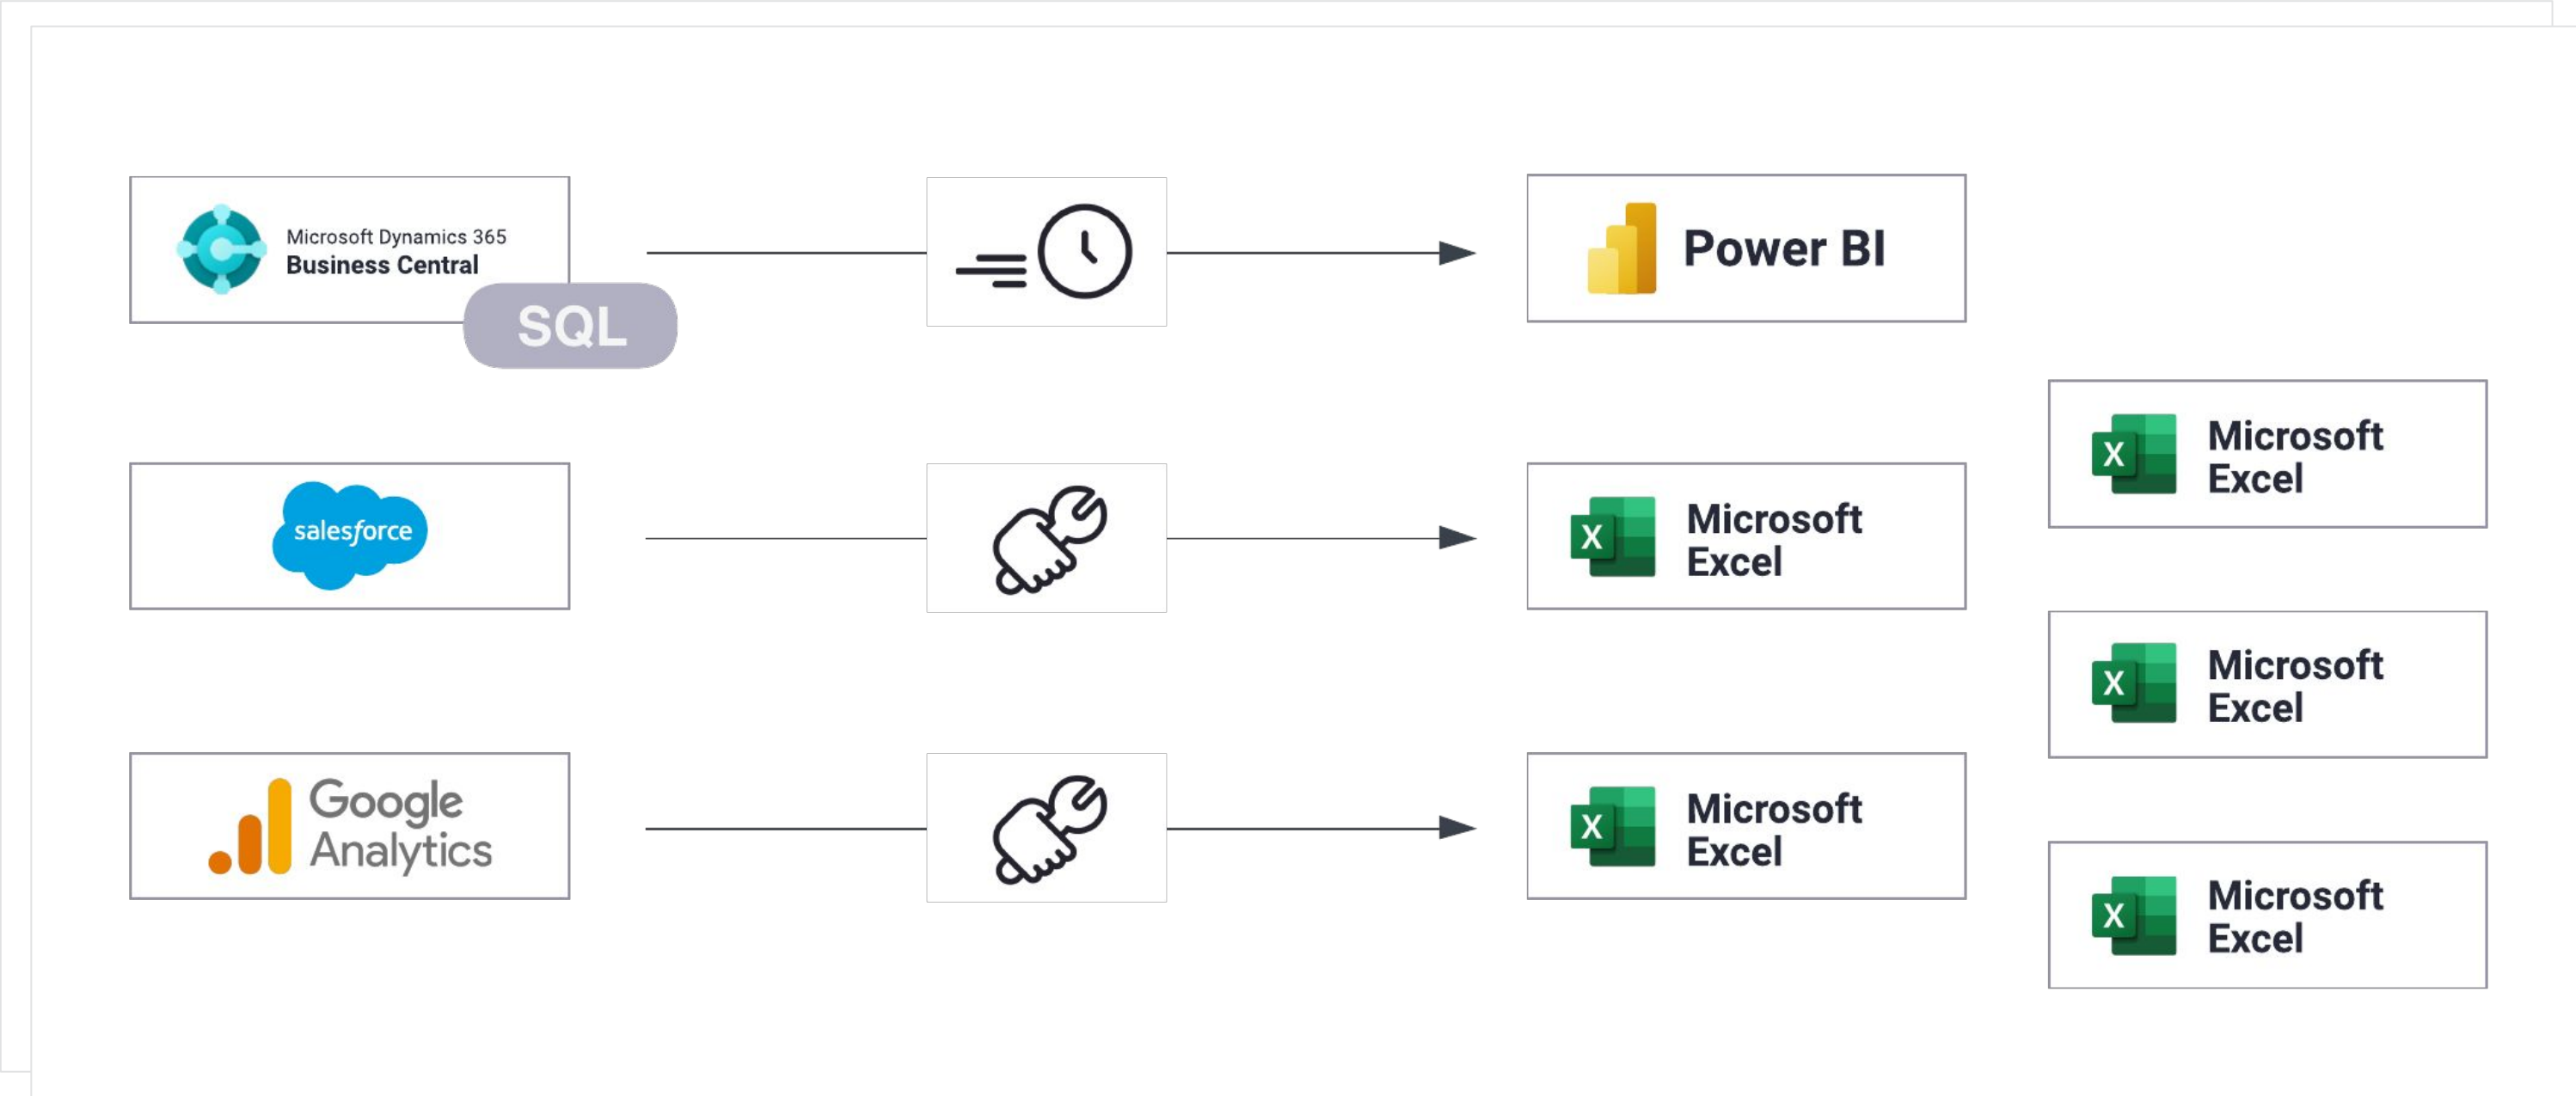 Microsoft Dynamics 365
Business Central
SQL
Power BI
salesforce
Microsoft
Excel
Microsoft
Excel
Google
Analytics
Microsoft
Excel
Microsoft
Excel
Microsoft
Excel